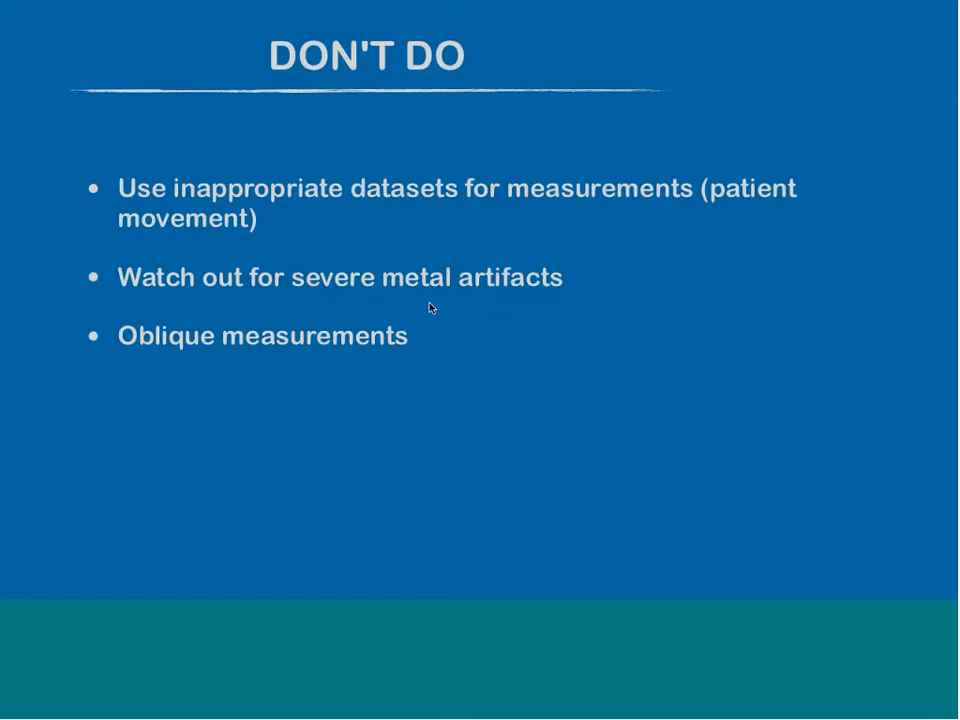 DON'T DO
• Use inappropriate datasets for measurements (patient
movement)
• Watch out for severe metal artifacts
• Oblique measurements